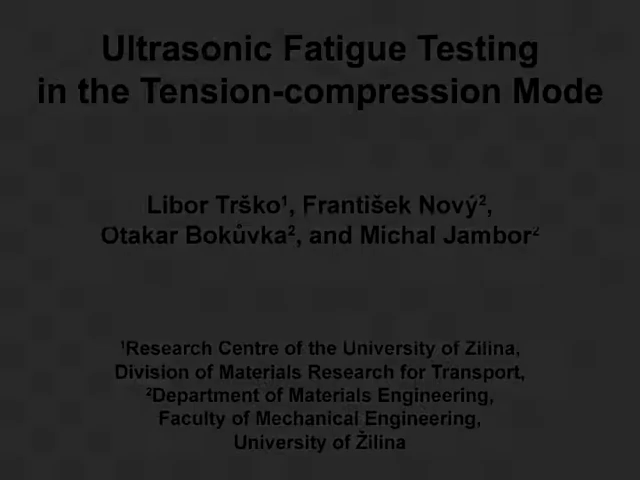 Ultrasonic Fatigue Testing
in the Tension-compression Mode
Libor Trško¹, František Nový²,
Otakar Bokůvka², and Michal Jambor²
¹Research Centre of the University of Zilina,
Division of Materials Research for Transport,
²Department of Materials Engineering,
Faculty of Mechanical Engineering,
University of Žilina